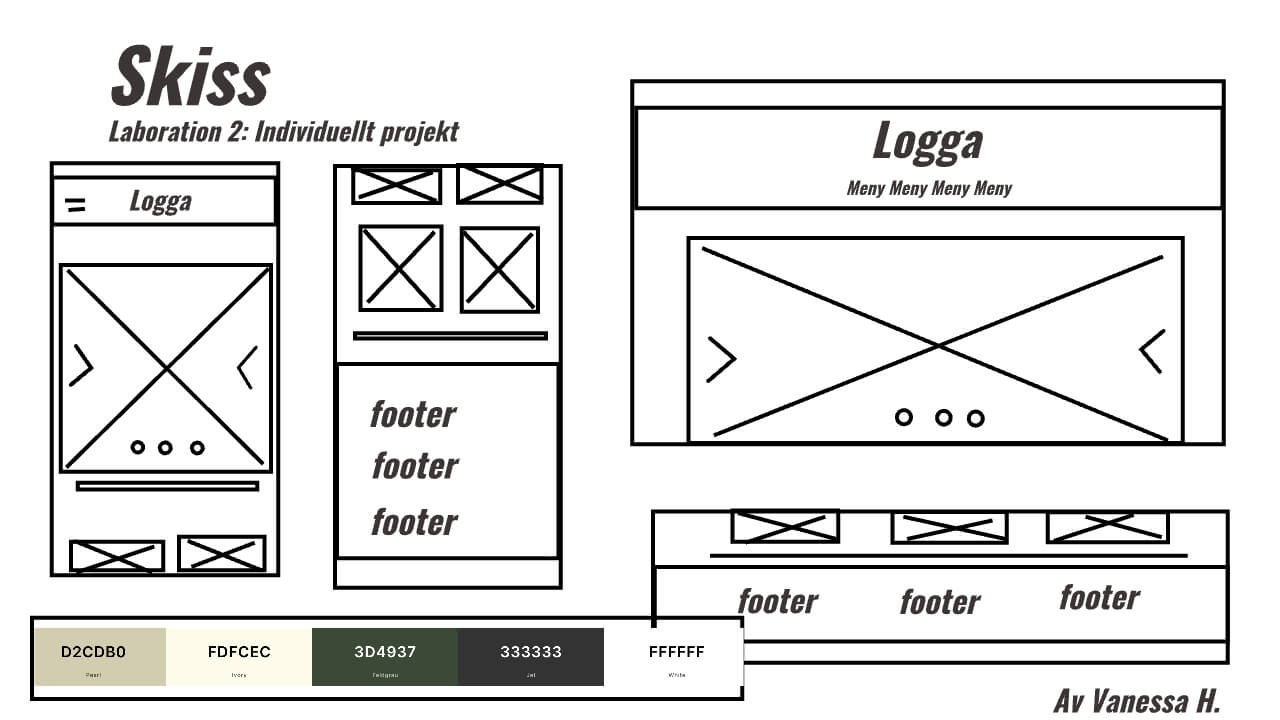 Skiss
Laboration 2: Individuellt projekt
Logga
Logga
Meny Meny Meny Meny
footer
footer
footer
footer footer footer
D2CDB0 FDFCEC 3D4937 333333 FFFFFF
Pearl Ivory Feldgrau Jet White
Av Vanessa H.